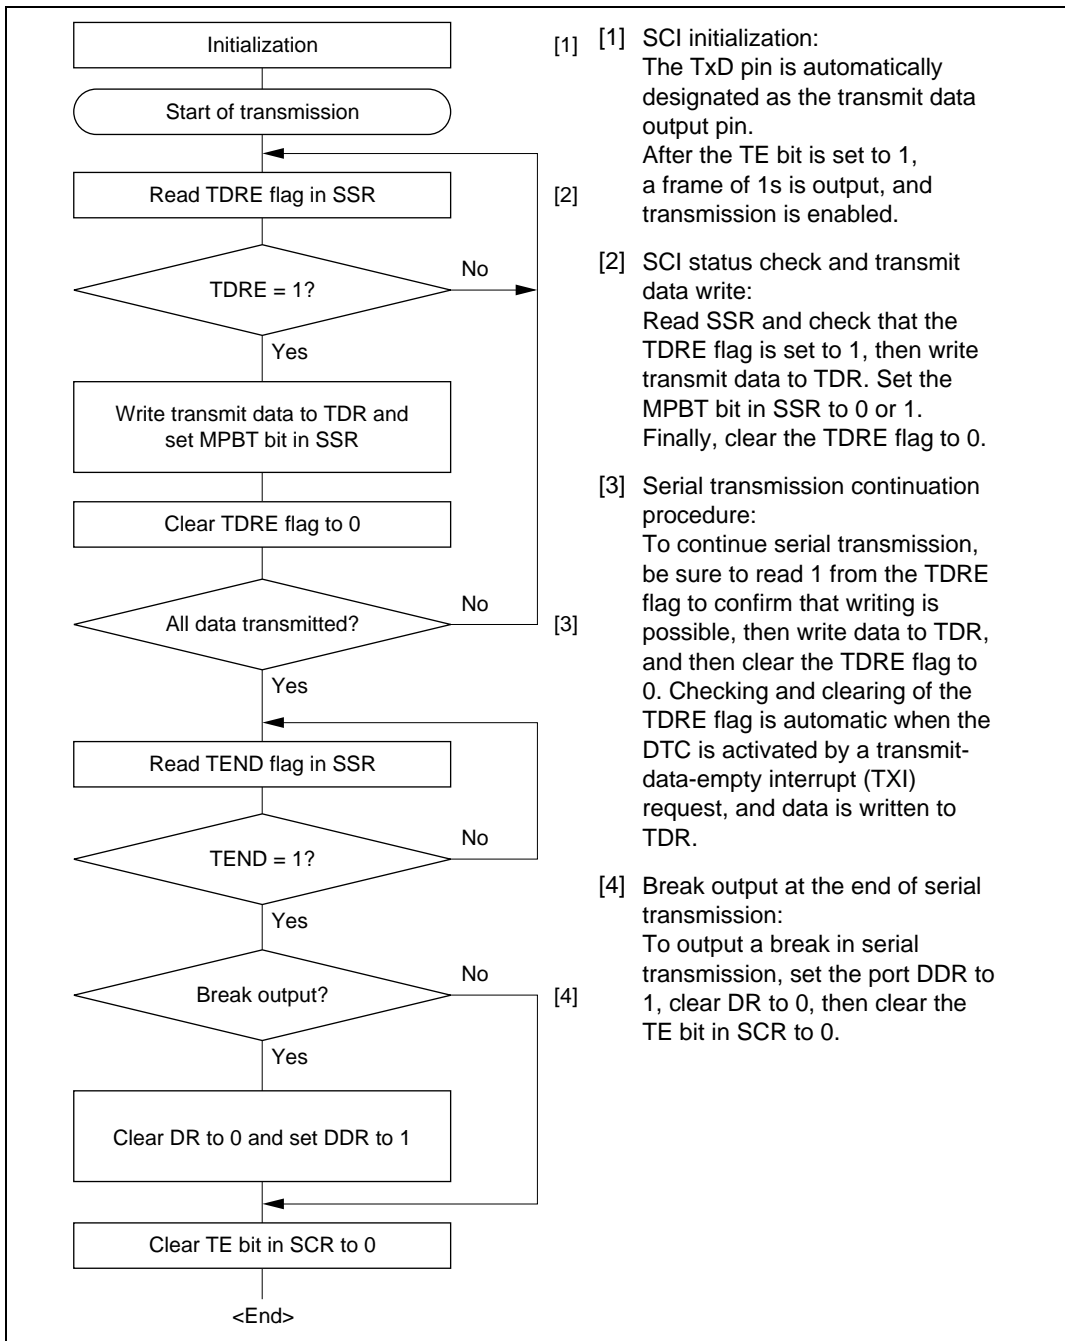 Initialization [1]
Start of transmission
Read TDRE flag in SSR [2]
No
TDRE = 1?
Yes
Write transmit data to TDR and
set MPBT bit in SSR
Clear TDRE flag to 0
No
All data transmitted? [3]
Yes
Read TEND flag in SSR
No
TEND = 1?
Yes
No
Break output? [4]
Yes
Clear DR to 0 and set DDR to 1
Clear TE bit in SCR to 0
<End>
[1] SCI initialization:
The TxD pin is automatically
designated as the transmit data
output pin.
After the TE bit is set to 1,
a frame of 1s is output, and
transmission is enabled.
[2] SCI status check and transmit
data write:
Read SSR and check that the
TDRE flag is set to 1, then write
transmit data to TDR. Set the
MPBT bit in SSR to 0 or 1.
Finally, clear the TDRE flag to 0.
[3] Serial transmission continuation
procedure:
To continue serial transmission,
be sure to read 1 from the TDRE
flag to confirm that writing is
possible, then write data to TDR,
and then clear the TDRE flag to
0. Checking and clearing of the
TDRE flag is automatic when the
DTC is activated by a transmit-
data-empty interrupt (TXI)
request, and data is written to
TDR.
[4] Break output at the end of serial
transmission:
To output a break in serial
transmission, set the port DDR to
1, clear DR to 0, then clear the
TE bit in SCR to 0.